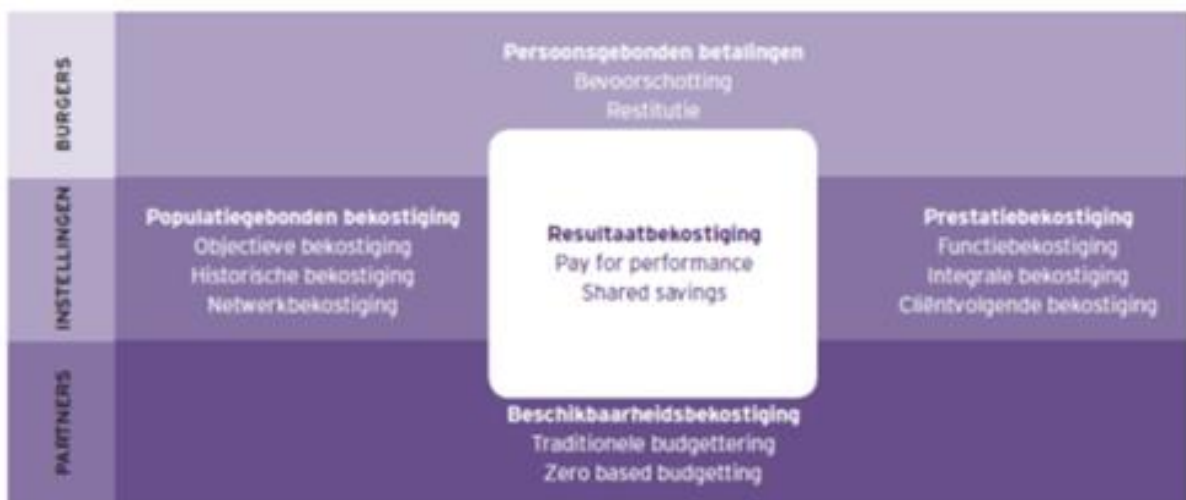 BURGERS
Persoonsgebonden betalingen
Bevoorschotting
Restitutie
INSTELLINGEN
Populatiegebonden bekostiging
Objectieve bekostiging
Historische bekostiging
Netwerkbekostiging
Resultaatbekostiging
Pay for performance
Shared savings
Prestatiebekostiging
Functiebekostiging
Integrale bekostiging
Cliëntvolgende bekostiging
PARTNERS
Beschikbaarheidsbekostiging
Traditionele budgettering
Zero based budgetting